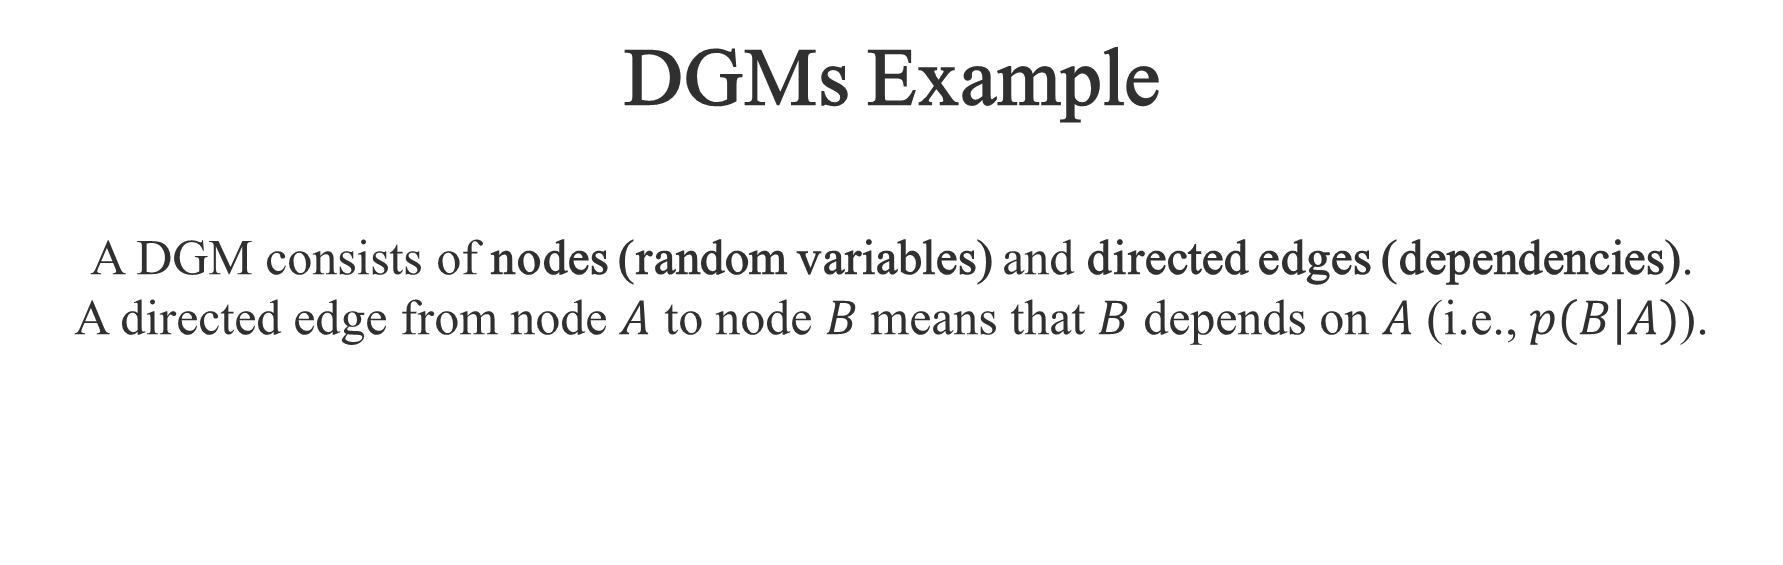 DGMs Example
A DGM consists of nodes (random variables) and directed edges (dependencies).
A directed edge from node A to node B means that B depends on A (i.e., p(B|A)).